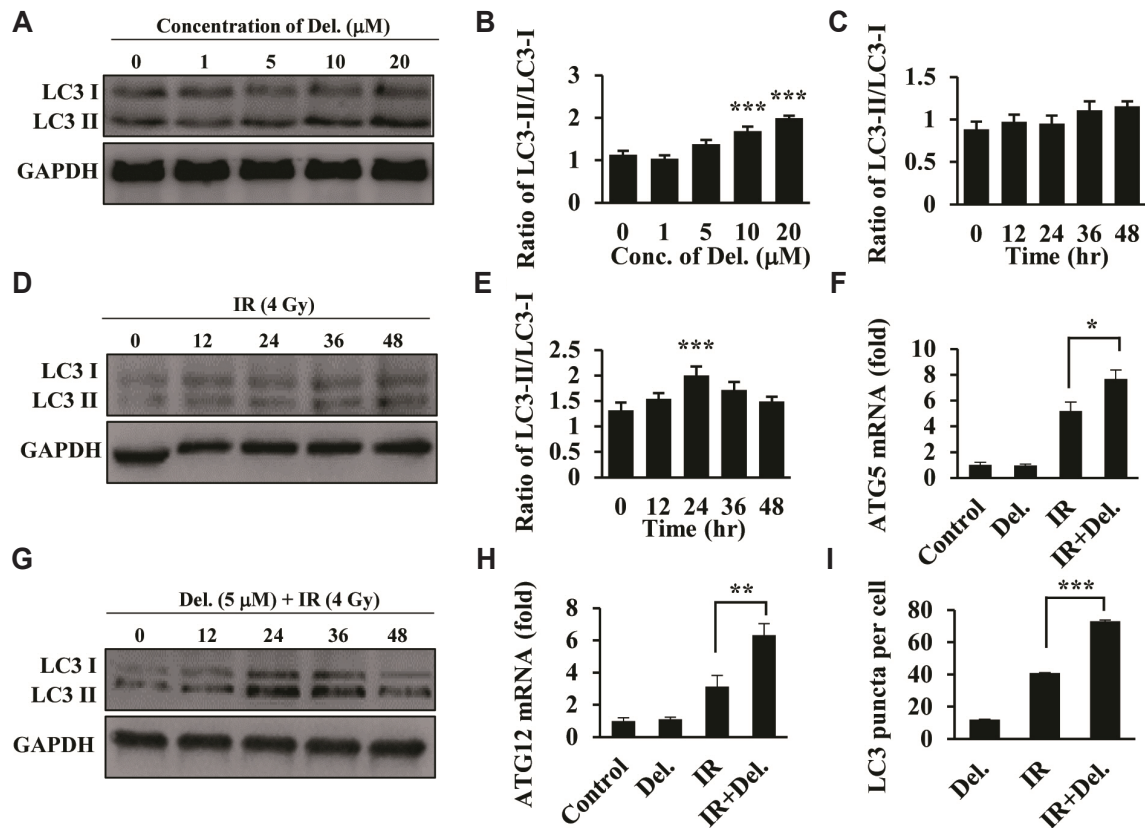 A
Concentration of Del. (μM)
0 1 5 10 20
LC3 I
LC3 II
GAPDH
B
Ratio of LC3-II/LC3-I
3
2
1
0
*** ***
0 1 5 10 20
Conc. of Del. (μM)
C
Ratio of LC3-II/LC3-I
1.5
1
0.5
0
0 12 24 36 48
Time (hr)
D
IR (4 Gy)
0 12 24 36 48
LC3 I
LC3 II
GAPDH
E
Ratio of LC3-II/LC3-I
2.5
2
1.5
1
0.5
0
***
0 12 24 36 48
Time (hr)
F
ATG5 mRNA (fold)
10
8
6
4
2
0
*
Control Del. IR IR+Del.
G
Del. (5 μM) + IR (4 Gy)
0 12 24 36 48
LC3 I
LC3 II
GAPDH
H
ATG12 mRNA (fold)
8
6
4
2
0
**
Control Del. IR IR+Del.
I
LC3 puncta per cell
80
60
40
20
0
***
Del. IR IR+Del.